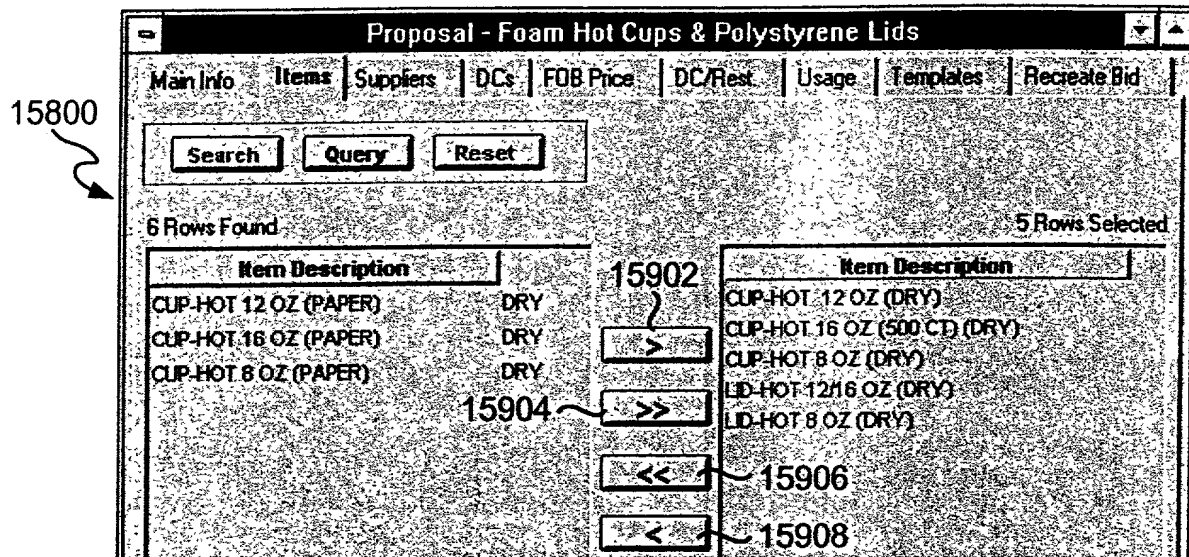 Proposal - Foam Hot Cups & Polystyrene Lids
Main Info Items Suppliers DCs FOB Price DC/Rest. Usage Templates Recreate Bid
15800
Search Query Reset
6 Rows Found 5 Rows Selected
Item Description Item Description
15902
CUP-HOT 12 OZ (PAPER) DRY CUP-HOT 12 OZ (DRY)
CUP-HOT 16 OZ (PAPER) DRY > CUP-HOT 16 OZ (500 CT) (DRY)
CUP-HOT 8 OZ (PAPER) DRY CUP-HOT 8 OZ (DRY)
LID-HOT 12/16 OZ (DRY)
15904 >> LID-HOT 8 OZ (DRY)
<< 15906
< 15908